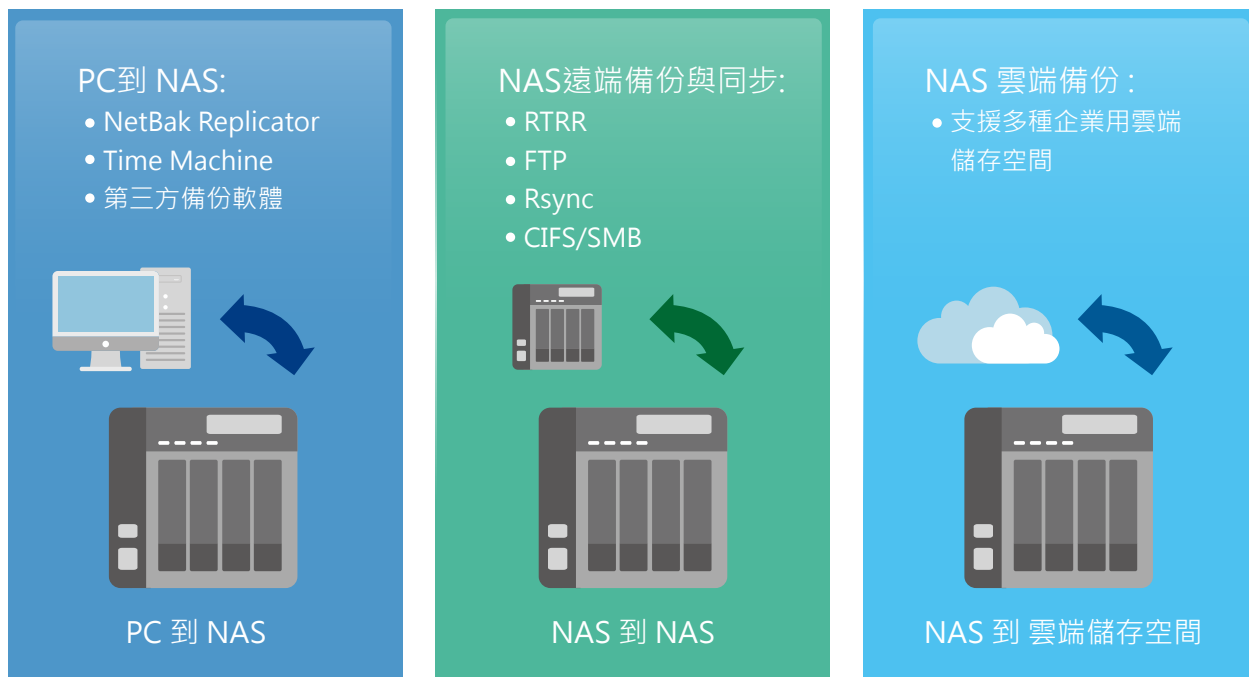 PC到 NAS:
• NetBak Replicator
• Time Machine
• 第三方備份軟體
PC 到 NAS
NAS遠端備份與同步:
• RTRR
• FTP
• Rsync
• CIFS/SMB
NAS 到 NAS
NAS 雲端備份 :
• 支援多種企業用雲端
儲存空間
NAS 到 雲端儲存空間